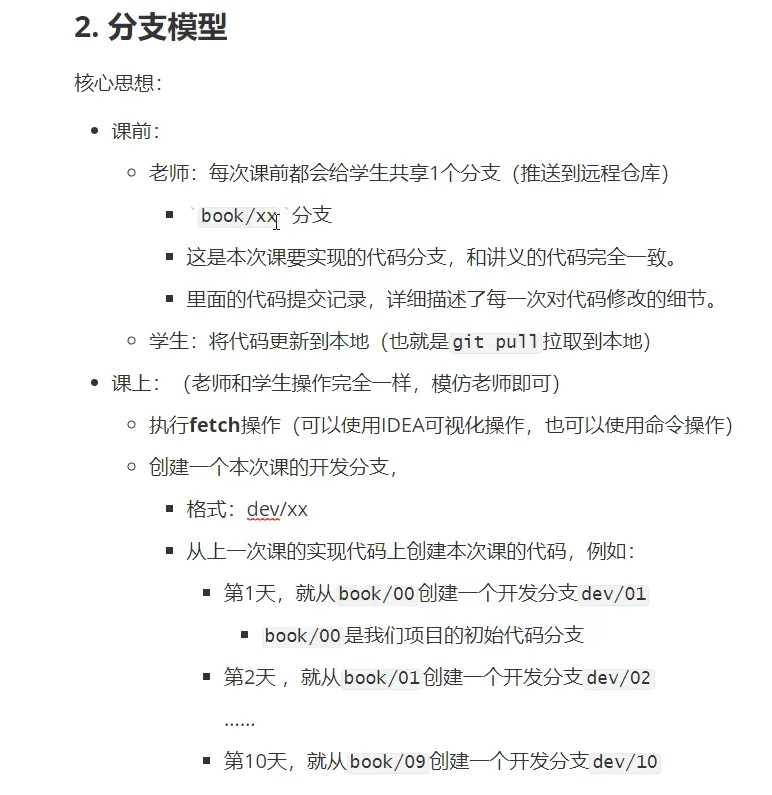 2. 分支模型
核心思想：
课前：
老师：每次课前都会给学生共享1个分支（推送到远程仓库）
`book/xx`分支
这是本次课要实现的代码分支，和讲义的代码完全一致。
里面的代码提交记录，详细描述了每一次对代码修改的细节。
学生：将代码更新到本地（也就是git pull拉取到本地）
课上：（老师和学生操作完全一样，模仿老师即可）
执行fetch操作（可以使用IDEA可视化操作，也可以使用命令操作）
创建一个本次课的开发分支，
格式：dev/xx
从上一次课的实现代码上创建本次课的代码，例如：
第1天，就从book/00创建一个开发分支dev/01
book/00是我们项目的初始代码分支
第2天 ，就从book/01创建一个开发分支dev/02
......
第10天，就从book/09创建一个开发分支dev/10